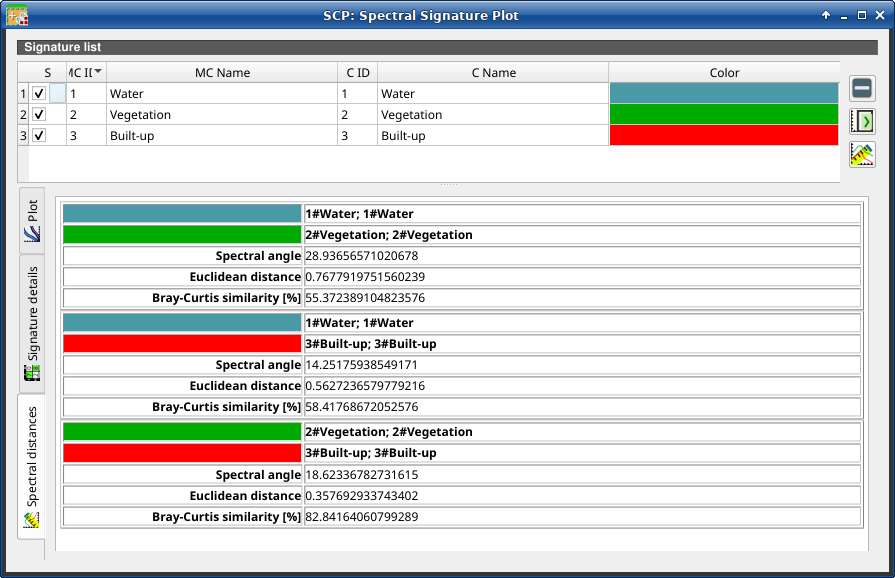 SCP: Spectral Signature Plot
Signature list
S MC ID MC Name C ID C Name Color
1 1 Water 1 Water
2 2 Vegetation 2 Vegetation
3 3 Built-up 3 Built-up
Plot
Signature details
Spectral distances
1#Water; 1#Water
2#Vegetation; 2#Vegetation
Spectral angle 28.93656571020678
Euclidean distance 0.7677919751560239
Bray-Curtis similarity [%] 55.372389104823576
1#Water; 1#Water
3#Built-up; 3#Built-up
Spectral angle 14.25175938549171
Euclidean distance 0.5627236579779216
Bray-Curtis similarity [%] 58.41768672052576
2#Vegetation; 2#Vegetation
3#Built-up; 3#Built-up
Spectral angle 18.62336782731615
Euclidean distance 0.357692933743402
Bray-Curtis similarity [%] 82.84164060799289